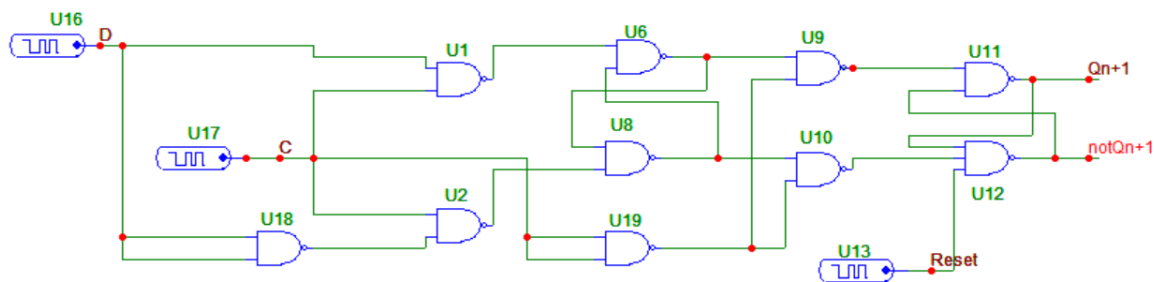 U16
D
U1
U6
U9
U11
Qn+1
U17
C
U8
U10
notQn+1
U18
U2
U19
U12
U13
Reset